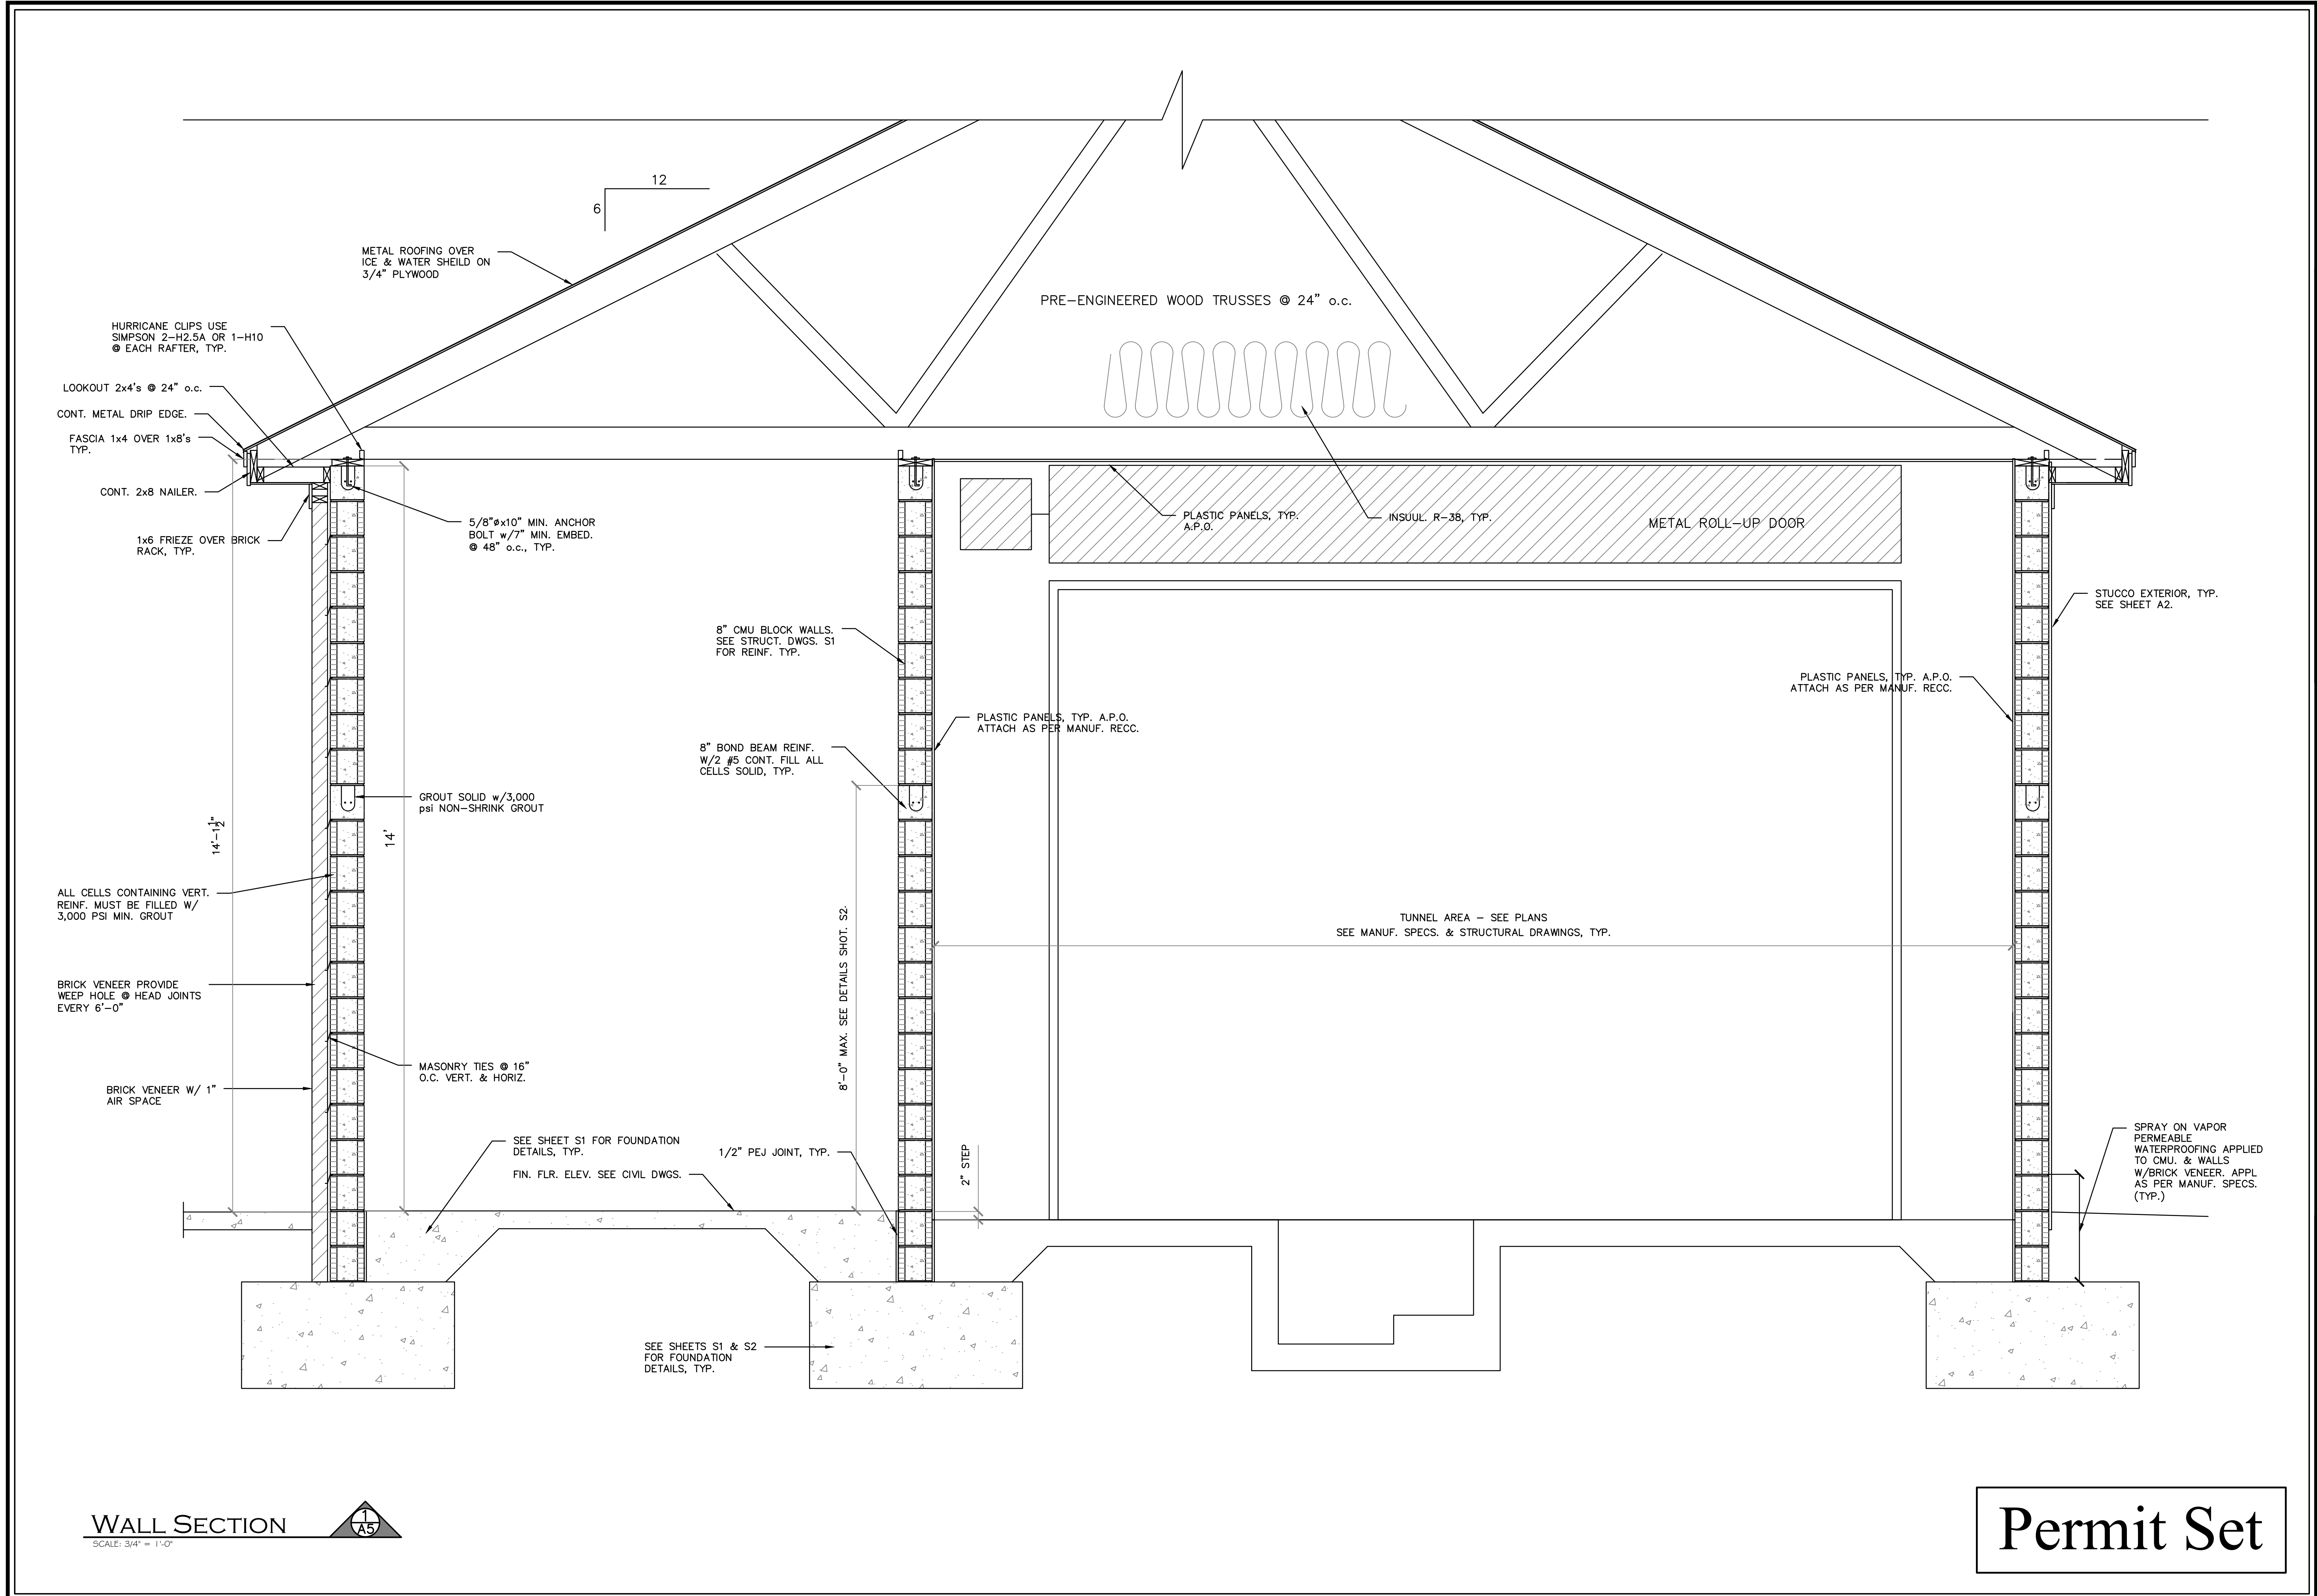 12
6
METAL ROOFING OVER
ICE & WATER SHEILD ON
3/4" PLYWOOD
PRE-ENGINEERED WOOD TRUSSES @ 24" o.c.
HURRICANE CLIPS USE
SIMPSON 2-H2.5A OR 1-H10
@ EACH RAFTER, TYP.
LOOKOUT 2x4's @ 24" o.c.
CONT. METAL DRIP EDGE.
FASCIA 1x4 OVER 1x8's
TYP.
CONT. 2x8 NAILER.
1x6 FRIEZE OVER BRICK
RACK, TYP.
5/8"øx10" MIN. ANCHOR
BOLT w/7" MIN. EMBED.
@ 48" o.c., TYP.
PLASTIC PANELS, TYP.
A.P.O.
INSUUL. R-38, TYP.
METAL ROLL-UP DOOR
STUCCO EXTERIOR, TYP.
SEE SHEET A2.
8" CMU BLOCK WALLS.
SEE STRUCT. DWGS. S1
FOR REINF. TYP.
PLASTIC PANELS, TYP. A.P.O.
ATTACH AS PER MANUF. RECC.
PLASTIC PANELS, TYP. A.P.O.
ATTACH AS PER MANUF. RECC.
8" BOND BEAM REINF.
W/2 #5 CONT. FILL ALL
CELLS SOLID, TYP.
GROUT SOLID w/3,000
psi NON-SHRINK GROUT
14'-1 1/2"
14'
ALL CELLS CONTAINING VERT.
REINF. MUST BE FILLED W/
3,000 PSI MIN. GROUT
TUNNEL AREA - SEE PLANS
SEE MANUF. SPECS. & STRUCTURAL DRAWINGS, TYP.
8'-0" MAX. SEE DETAILS SHOT. S2.
BRICK VENEER PROVIDE
WEEP HOLE @ HEAD JOINTS
EVERY 6'-0"
MASONRY TIES @ 16"
O.C. VERT. & HORIZ.
BRICK VENEER W/ 1"
AIR SPACE
SEE SHEET S1 FOR FOUNDATION
DETAILS, TYP.
1/2" PEJ JOINT, TYP.
2" STEP
FIN. FLR. ELEV. SEE CIVIL DWGS.
SPRAY ON VAPOR
PERMEABLE
WATERPROOFING APPLIED
TO CMU. & WALLS
W/BRICK VENEER. APPL
AS PER MANUF. SPECS.
(TYP.)
SEE SHEETS S1 & S2
FOR FOUNDATION
DETAILS, TYP.
WALL SECTION
1
A5
SCALE: 3/4" = 1'-0"
Permit Set